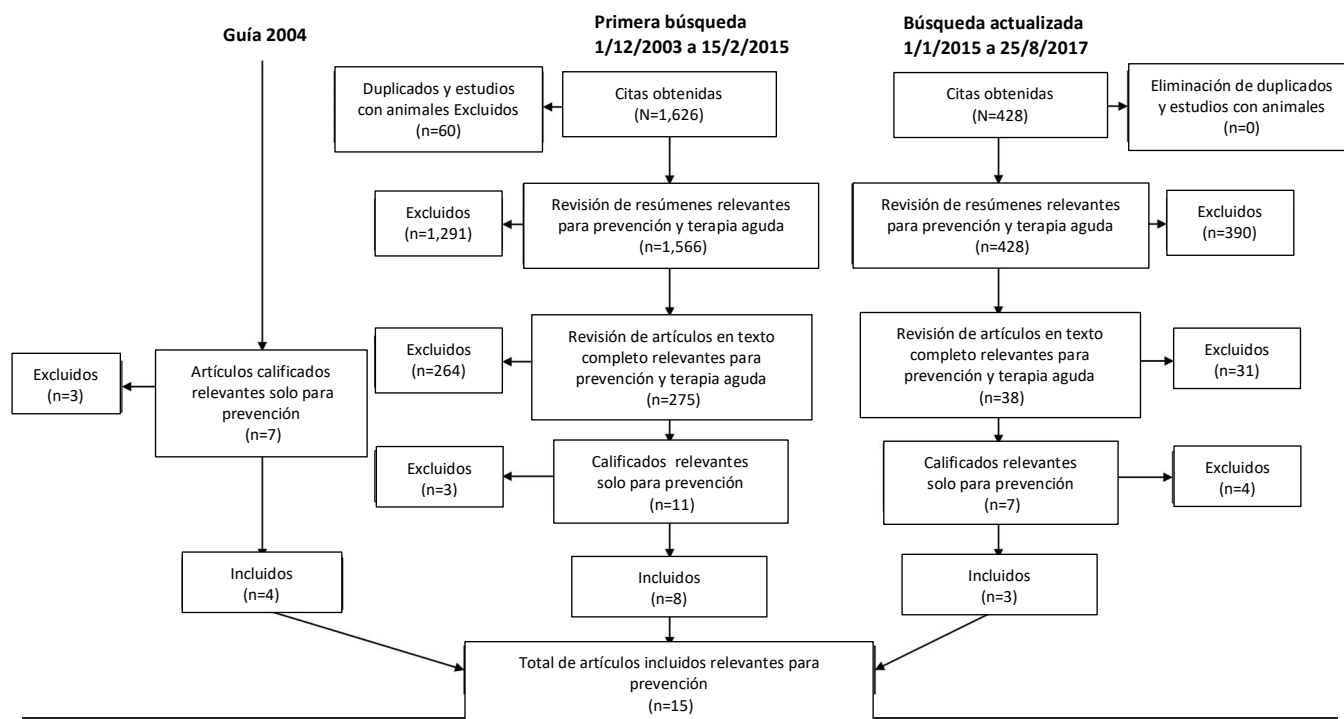 Guía 2004
Primera búsqueda
1/12/2003 a 15/2/2015
Búsqueda actualizada
1/1/2015 a 25/8/2017
Duplicados y estudios
con animales Excluidos
(n=60)
Citas obtenidas
(N=1,626)
Citas obtenidas
(N=428)
Eliminación de duplicados
y estudios con animales
(n=0)
Excluidos
(n=1,291)
Revisión de resúmenes relevantes
para prevención y terapia aguda
(n=1,566)
Revisión de resúmenes relevantes
para prevención y terapia aguda
(n=428)
Excluidos
(n=390)
Excluidos
(n=264)
Revisión de artículos en texto
completo relevantes para
prevención y terapia aguda
(n=275)
Revisión de artículos en texto
completo relevantes para
prevención y terapia aguda
(n=38)
Excluidos
(n=31)
Excluidos
(n=3)
Artículos calificados
relevantes solo para
prevención
(n=7)
Excluidos
(n=3)
Calificados relevantes
solo para prevención
(n=11)
Calificados relevantes
solo para prevención
(n=7)
Excluidos
(n=4)
Incluidos
(n=4)
Incluidos
(n=8)
Incluidos
(n=3)
Total de artículos incluidos relevantes para
prevención
(n=15)